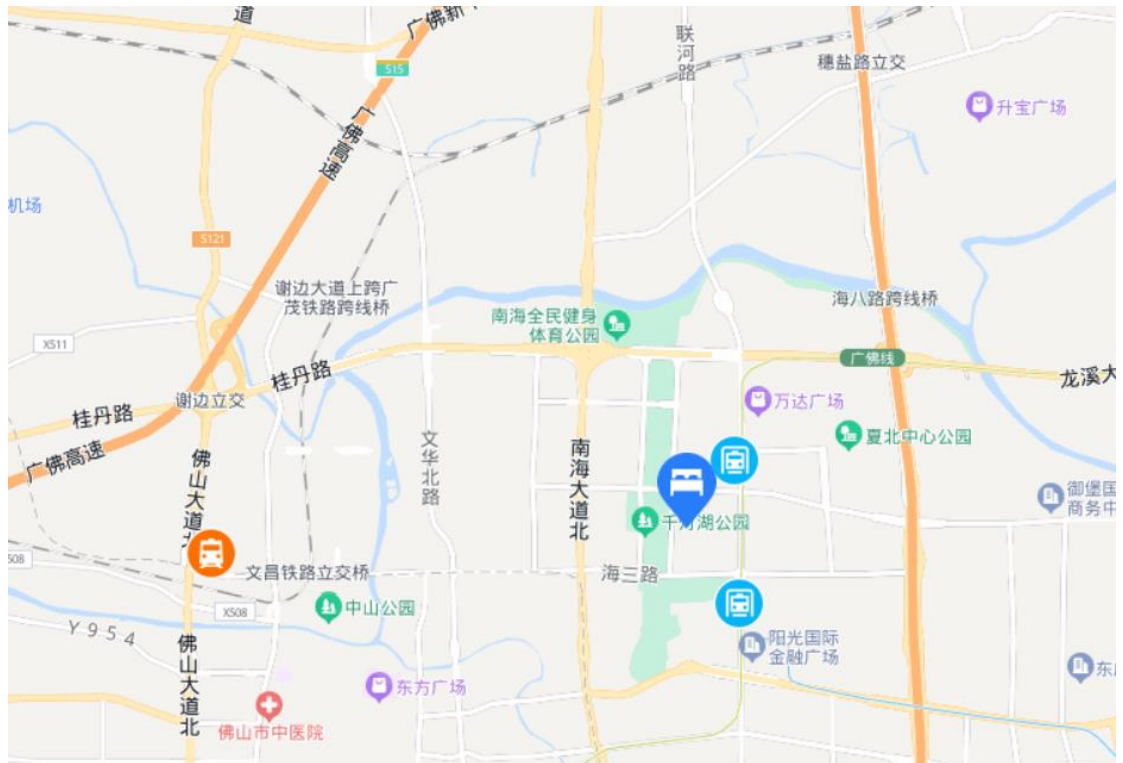 道
广佛新
联河路
穗盐路立交
S15
升宝广场
广佛高速
机场
S121
谢边大道上跨广
茂铁路跨线桥
海八路跨线桥
南海全民健身
体育公园
X511
广佛线
桂丹路
龙溪大
谢边立交
万达广场
桂丹路
文华北路
南海大道北
夏北中心公园
广佛高速
佛山大道北
御堡国
商务中
千灯湖公园
508
文昌铁路立交桥
海三路
X508
中山公园
Y954
佛山大道北
阳光国际
金融广场
东方广场
佛山市中医院